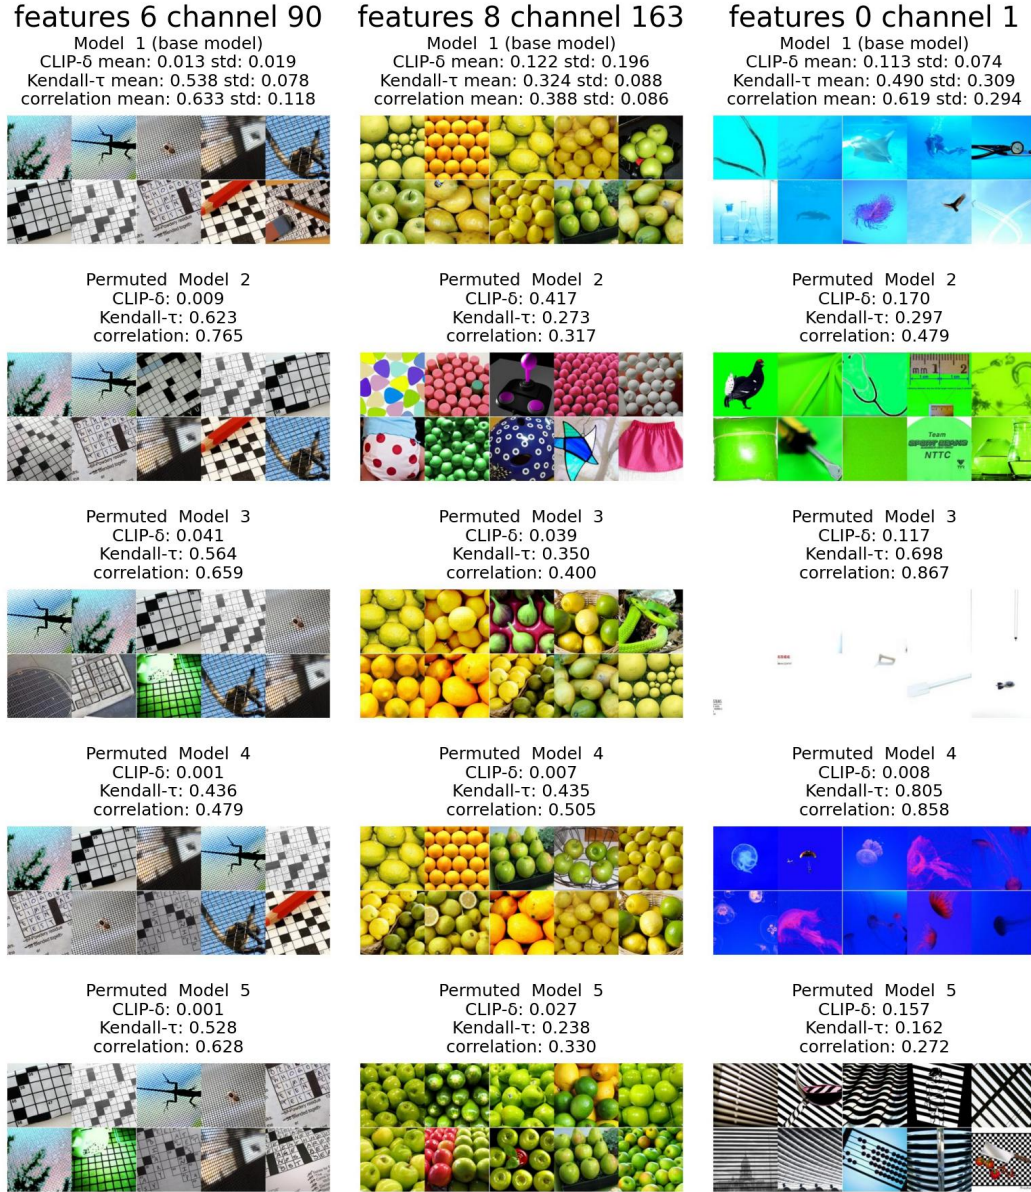 features 6 channel 90
Model 1 (base model)
CLIP-δ mean: 0.013 std: 0.019
Kendall-τ mean: 0.538 std: 0.078
correlation mean: 0.633 std: 0.118
features 8 channel 163
Model 1 (base model)
CLIP-δ mean: 0.122 std: 0.196
Kendall-τ mean: 0.324 std: 0.088
correlation mean: 0.388 std: 0.086
features 0 channel 1
Model 1 (base model)
CLIP-δ mean: 0.113 std: 0.074
Kendall-τ mean: 0.490 std: 0.309
correlation mean: 0.619 std: 0.294
Permuted Model 2
CLIP-δ: 0.009
Kendall-τ: 0.623
correlation: 0.765
Permuted Model 2
CLIP-δ: 0.417
Kendall-τ: 0.273
correlation: 0.317
Permuted Model 2
CLIP-δ: 0.170
Kendall-τ: 0.297
correlation: 0.479
mm 1 2
Team
NTTC
Permuted Model 3
CLIP-δ: 0.041
Kendall-τ: 0.564
correlation: 0.659
Permuted Model 3
CLIP-δ: 0.039
Kendall-τ: 0.350
correlation: 0.400
Permuted Model 3
CLIP-δ: 0.117
Kendall-τ: 0.698
correlation: 0.867
Permuted Model 4
CLIP-δ: 0.001
Kendall-τ: 0.436
correlation: 0.479
Permuted Model 4
CLIP-δ: 0.007
Kendall-τ: 0.435
correlation: 0.505
Permuted Model 4
CLIP-δ: 0.008
Kendall-τ: 0.805
correlation: 0.858
Permuted Model 5
CLIP-δ: 0.001
Kendall-τ: 0.528
correlation: 0.628
Permuted Model 5
CLIP-δ: 0.027
Kendall-τ: 0.238
correlation: 0.330
Permuted Model 5
CLIP-δ: 0.157
Kendall-τ: 0.162
correlation: 0.272